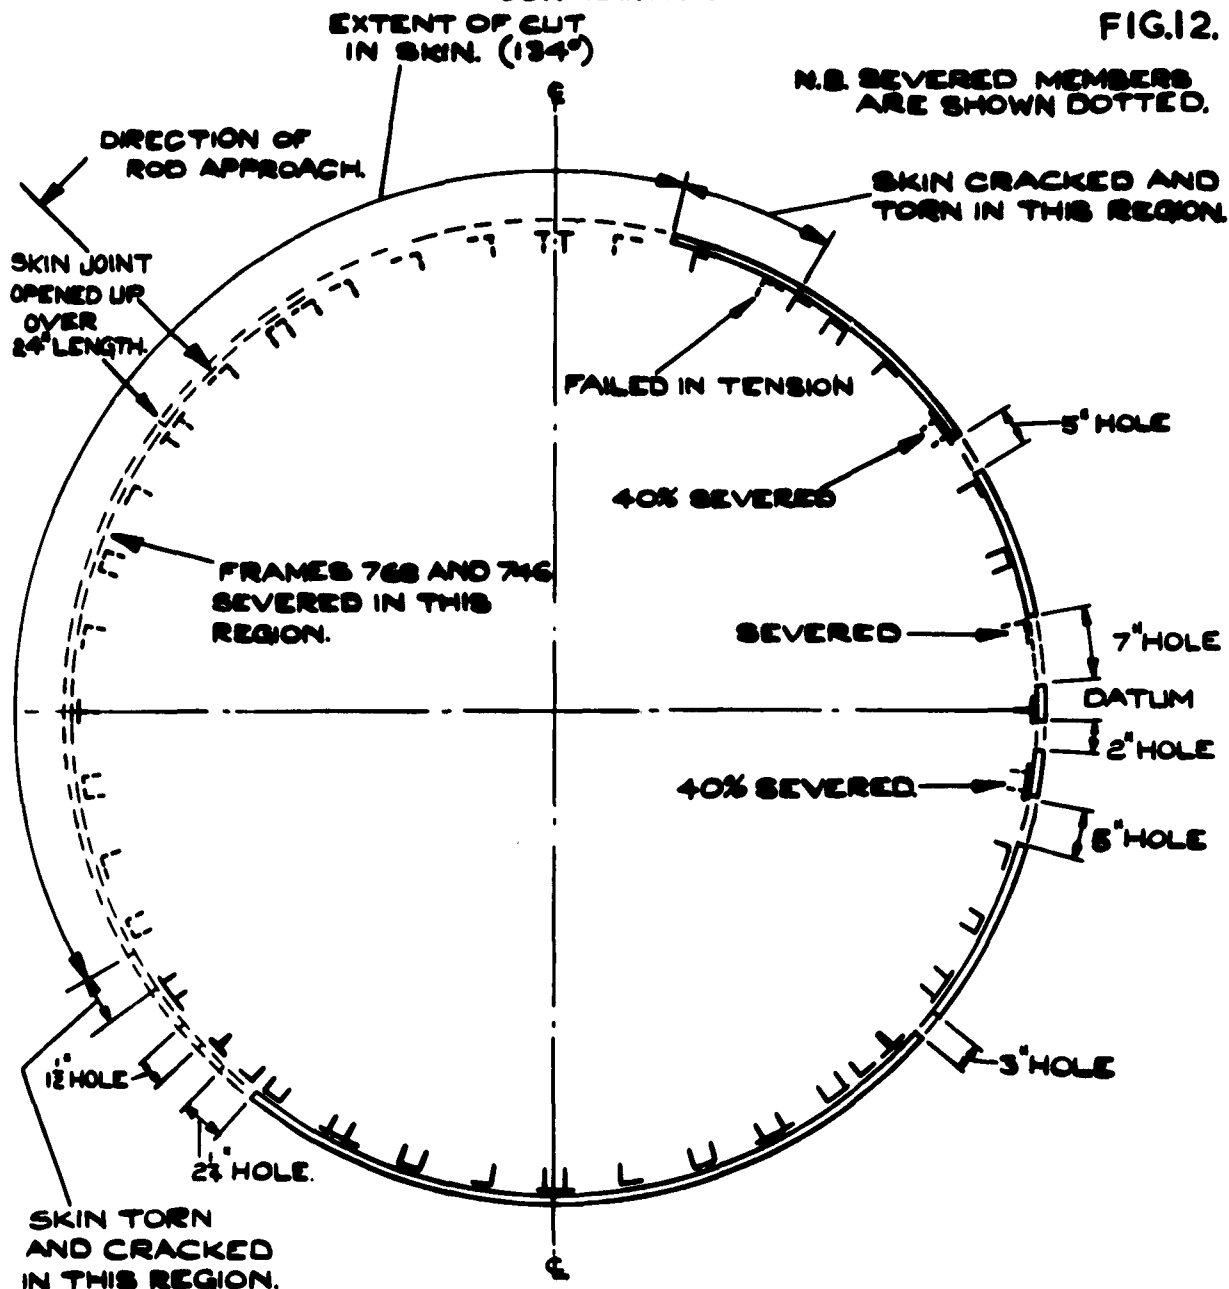 FIG.12.
EXTENT OF CUT
IN SKIN. (134°)
N.B. SEVERED MEMBERS
ARE SHOWN DOTTED.
DIRECTION OF
ROD APPROACH.
SKIN CRACKED AND
TORN IN THIS REGION.
SKIN JOINT
OPENED UP
OVER
24" LENGTH.
FAILED IN TENSION
5" HOLE
40% SEVERED
FRAMES 768 AND 746
SEVERED IN THIS
REGION.
SEVERED
7" HOLE
DATUM
2" HOLE
40% SEVERED.
5" HOLE
3" HOLE
1½" HOLE
2¼" HOLE.
SKIN TORN
AND CRACKED
IN THIS REGION.